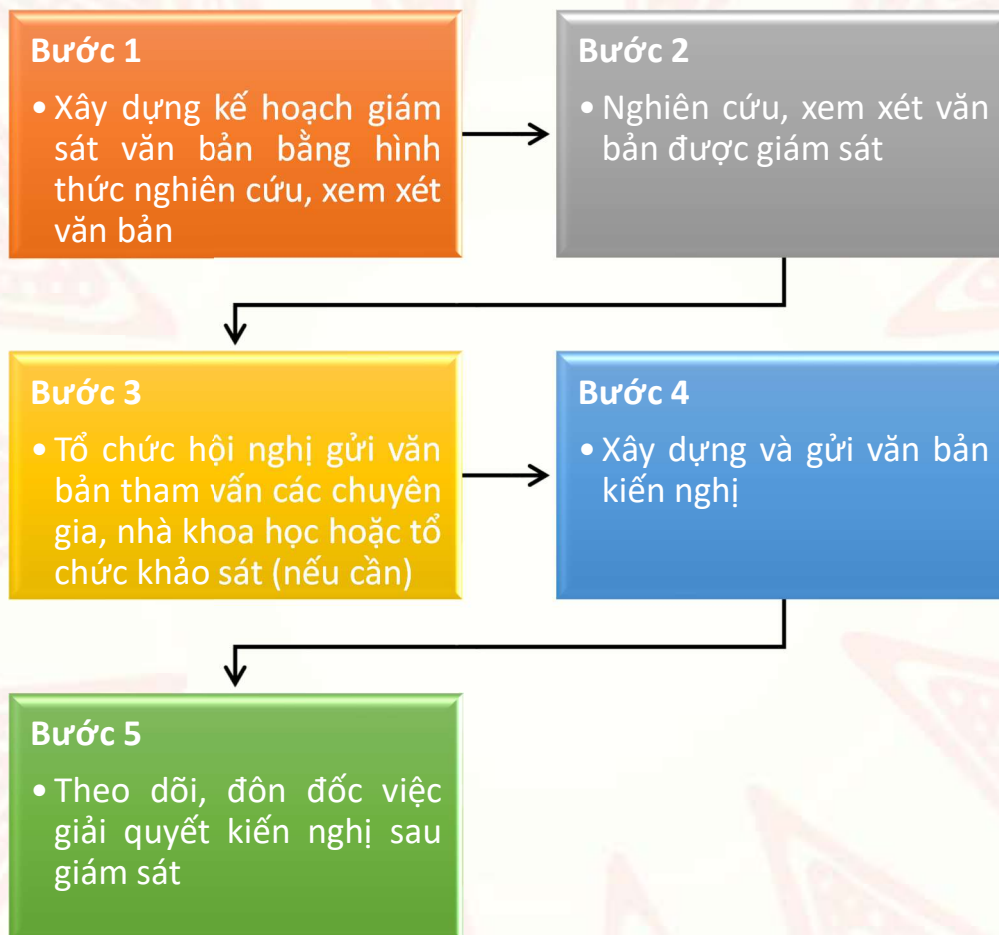 Bước 1
• Xây dựng kế hoạch giám
sát văn bản bằng hình
thức nghiên cứu, xem xét
văn bản
Bước 2
• Nghiên cứu, xem xét văn
bản được giám sát
Bước 3
• Tổ chức hội nghị gửi văn
bản tham vấn các chuyên
gia, nhà khoa học hoặc tổ
chức khảo sát (nếu cần)
Bước 4
• Xây dựng và gửi văn bản
kiến nghị
Bước 5
• Theo dõi, đôn đốc việc
giải quyết kiến nghị sau
giám sát